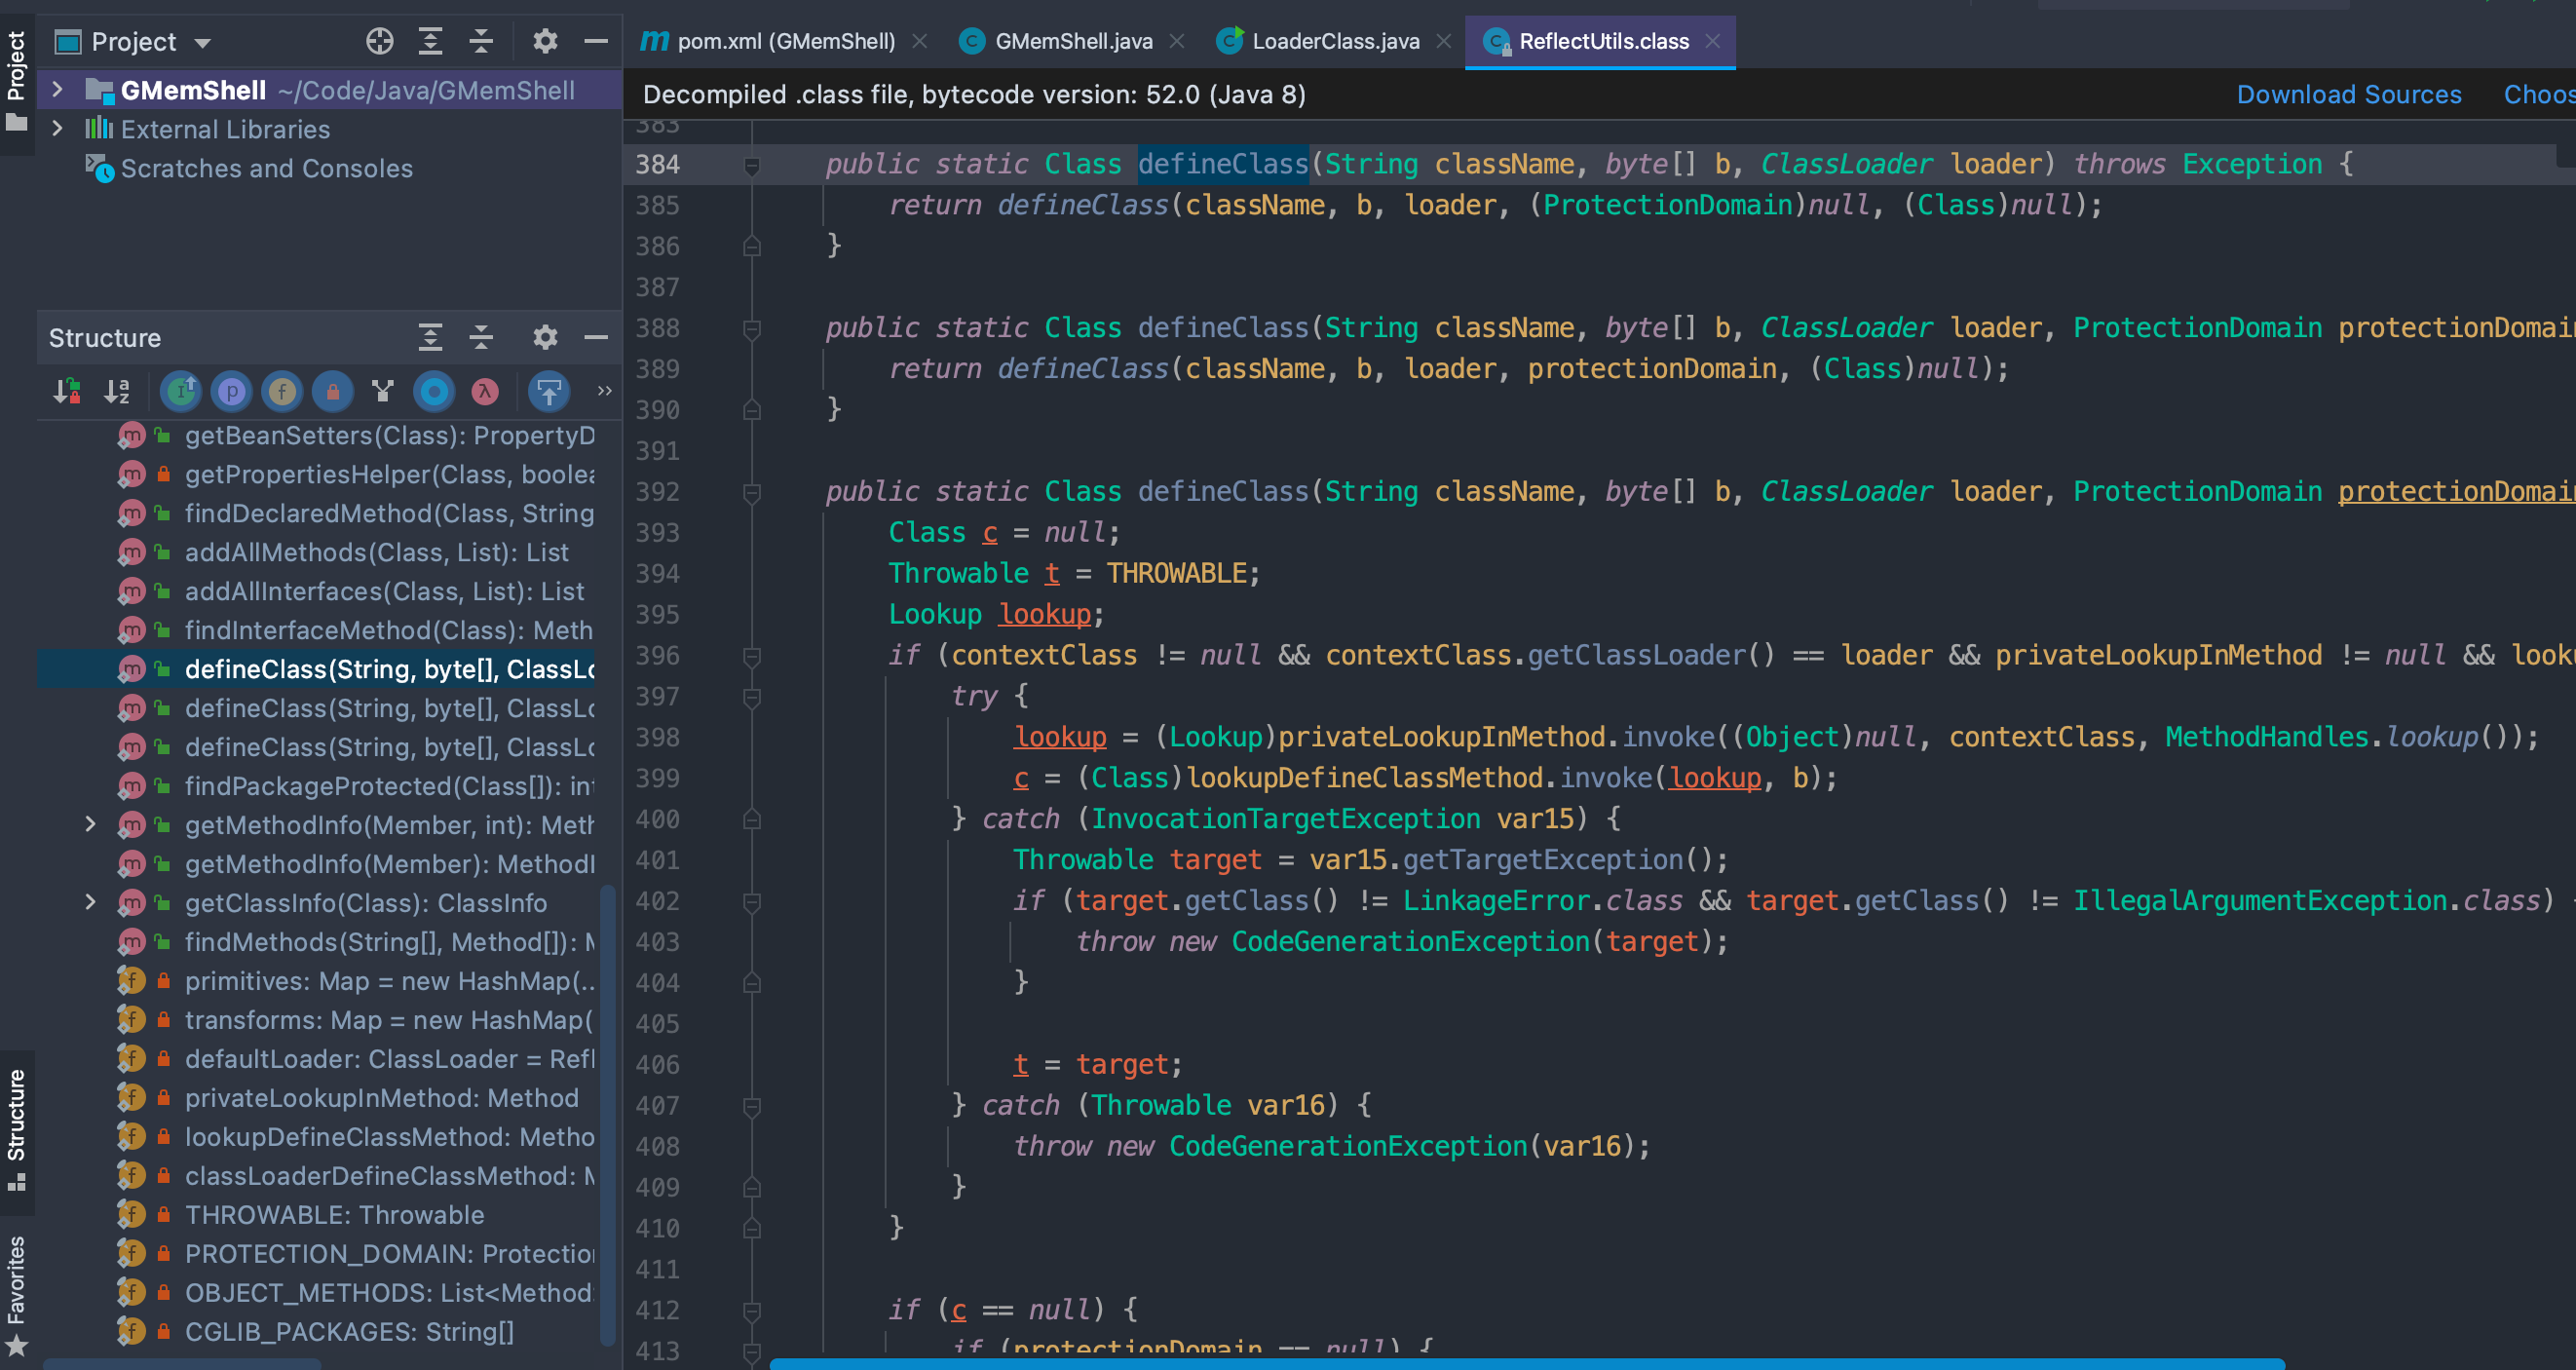 Project
Project
pom.xml (GMemShell)
GMemShell.java
LoaderClass.java
ReflectUtils.class
GMemShell ~/Code/Java/GMemShell
External Libraries
Scratches and Consoles
Decompiled .class file, bytecode version: 52.0 (Java 8)
Download Sources
Structure
getBeanSetters(Class): PropertyD
getPropertiesHelper(Class, boolea
findDeclaredMethod(Class, String
addAllMethods(Class, List): List
addAllInterfaces(Class, List): List
findInterfaceMethod(Class): Meth
defineClass(String, byte[], ClassLo
defineClass(String, byte[], ClassLo
defineClass(String, byte[], ClassLo
findPackageProtected(Class[]): int
getMethodInfo(Member, int): Meth
getMethodInfo(Member): MethodI
getClassInfo(Class): ClassInfo
findMethods(String[], Method[]): M
primitives: Map = new HashMap(...
transforms: Map = new HashMap(
defaultLoader: ClassLoader = Refl
privateLookupInMethod: Method
lookupDefineClassMethod: Metho
classLoaderDefineClassMethod: M
THROWABLE: Throwable
PROTECTION_DOMAIN: Protection
OBJECT_METHODS: List<Method>
CGLIB_PACKAGES: String[]
Structure
Favorites
383
384 public static Class defineClass(String className, byte[] b, ClassLoader loader) throws Exception {
385 return defineClass(className, b, loader, (ProtectionDomain)null, (Class)null);
386 }
387
388 public static Class defineClass(String className, byte[] b, ClassLoader loader, ProtectionDomain protectionDomain
389 return defineClass(className, b, loader, protectionDomain, (Class)null);
390 }
391
392 public static Class defineClass(String className, byte[] b, ClassLoader loader, ProtectionDomain protectionDomain
393 Class c = null;
394 Throwable t = THROWABLE;
395 Lookup lookup;
396 if (contextClass != null && contextClass.getClassLoader() == loader && privateLookupInMethod != null && look
397 try {
398 lookup = (Lookup)privateLookupInMethod.invoke((Object)null, contextClass, MethodHandles.lookup());
399 c = (Class)lookupDefineClassMethod.invoke(lookup, b);
400 } catch (InvocationTargetException var15) {
401 Throwable target = var15.getTargetException();
402 if (target.getClass() != LinkageError.class && target.getClass() != IllegalArgumentException.class) {
403 throw new CodeGenerationException(target);
404 }
405
406 t = target;
407 } catch (Throwable var16) {
408 throw new CodeGenerationException(var16);
409 }
410 }
411
412 if (c == null) {
413 if (protectionDomain == null) {